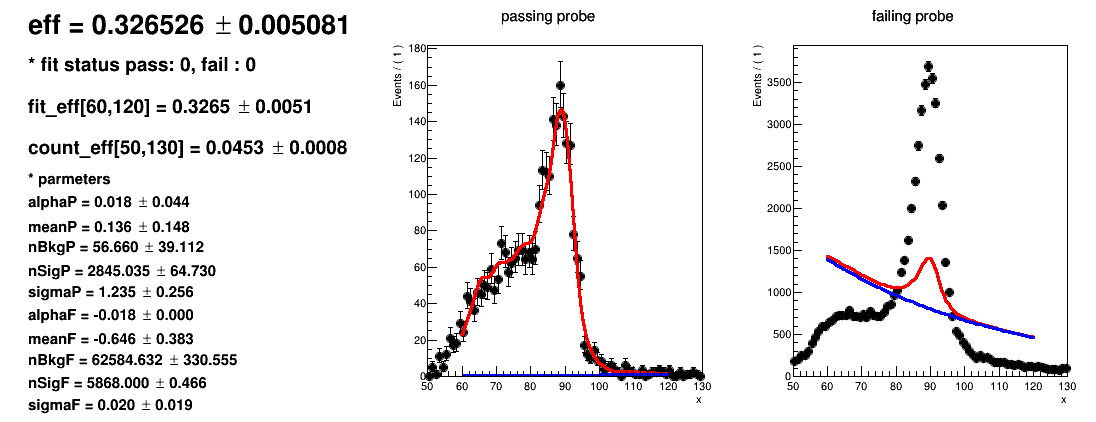 eff = 0.326526 ± 0.005081
* fit status pass: 0, fail : 0
fit_eff[60,120] = 0.3265 ± 0.0051
count_eff[50,130] = 0.0453 ± 0.0008
* parmeters
alphaP = 0.018 ± 0.044
meanP = 0.136 ± 0.148
nBkgP = 56.660 ± 39.112
nSigP = 2845.035 ± 64.730
sigmaP = 1.235 ± 0.256
alphaF = -0.018 ± 0.000
meanF = -0.646 ± 0.383
nBkgF = 62584.632 ± 330.555
nSigF = 5868.000 ± 0.466
sigmaF = 0.020 ± 0.019
passing probe
Events / ( 1 )
180
160
140
120
100
80
60
40
20
0
50 60 70 80 90 100 110 120 130
x
failing probe
Events / ( 1 )
3500
3000
2500
2000
1500
1000
500
0
50 60 70 80 90 100 110 120 130
x